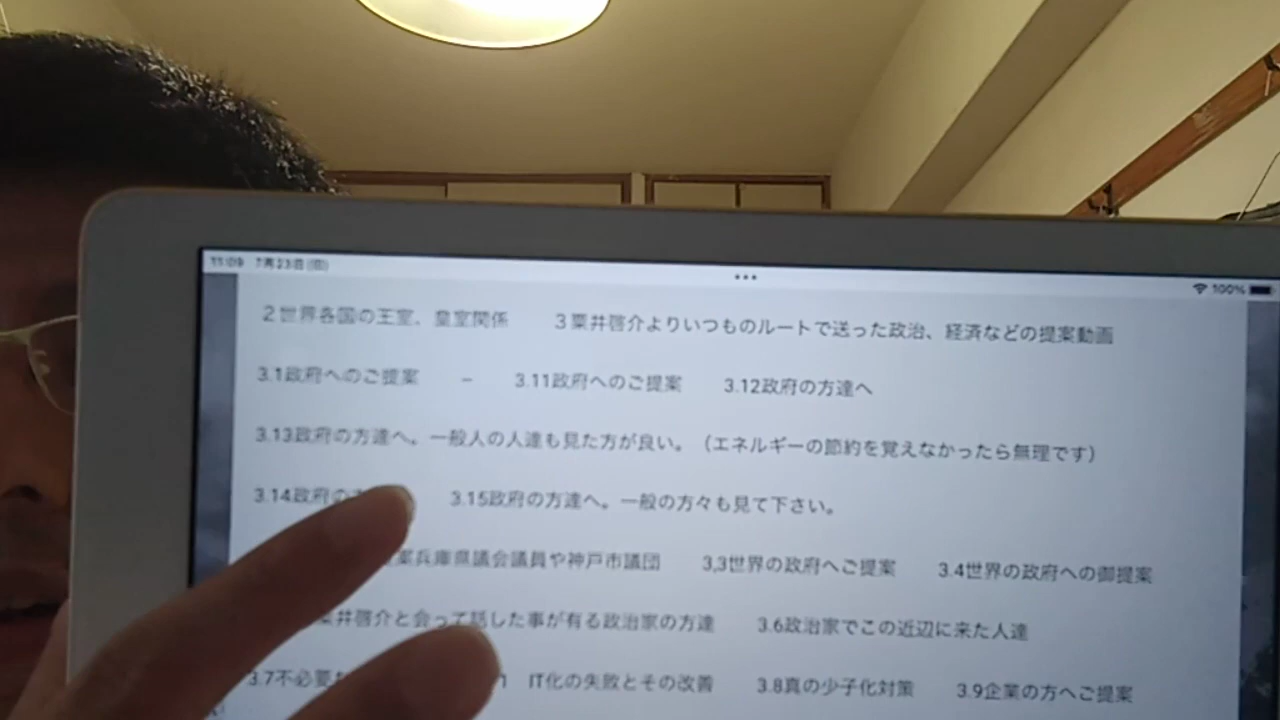 11:09 7月23日(日) 100%
2世界各国の王室、皇室関係 3粟井啓介よりいつものルートで送った政治、経済などの提案動画
3.1政府へのご提案 – 3.11政府へのご提案 3.12政府の方達へ
3.13政府の方達へ。一般人の人達も見た方が良い。（エネルギーの節約を覚えなかったら無理です）
3.14政府の 3.15政府の方達へ。一般の方々も見て下さい。
案兵庫県議会議員や神戸市議団 3,3世界の政府へご提案 3.4世界の政府への御提案
粟井啓介と会って話した事が有る政治家の方達 3.6政治家でこの近辺に来た人達
3.7不必要 IT化の失敗とその改善 3.8真の少子化対策 3.9企業の方へご提案